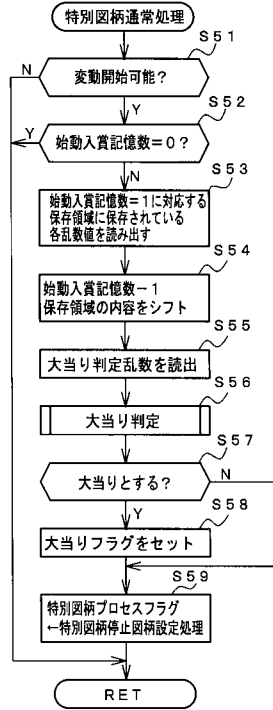 特別図柄通常処理
S51
変動開始可能?
N
Y
S52
始動入賞記憶数=0?
Y
N
S53
始動入賞記憶数=1に対応する
保存領域に保存されている
各乱数値を読み出す
S54
始動入賞記憶数-1
保存領域の内容をシフト
S55
大当り判定乱数を読出
S56
大当り判定
S57
大当りとする?
N
Y
S58
大当りフラグをセット
S59
特別図柄プロセスフラグ
←特別図柄停止図柄設定処理
RET